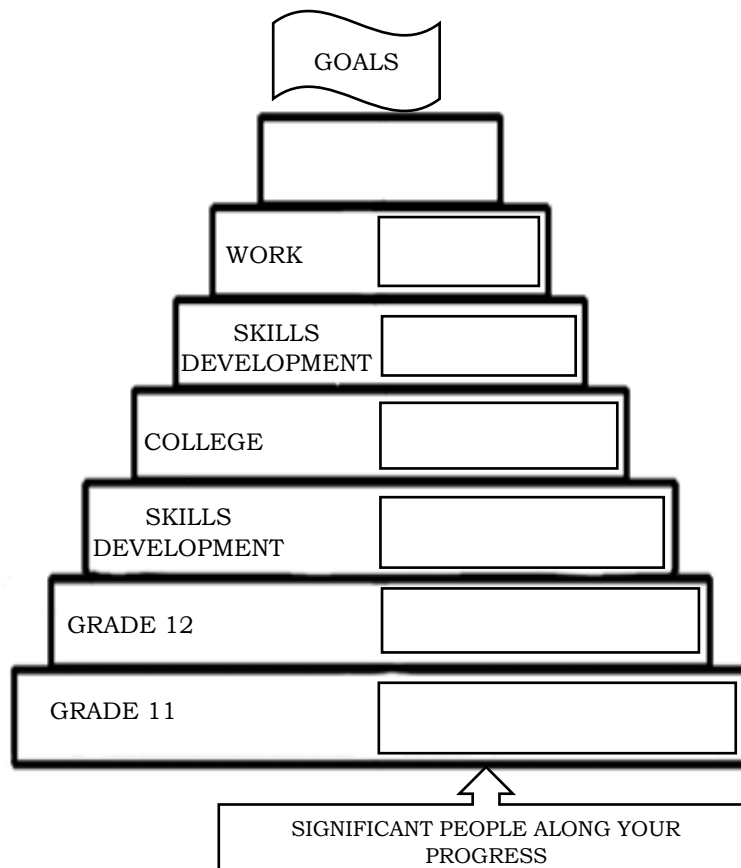 GOALS
WORK
SKILLS
DEVELOPMENT
COLLEGE
SKILLS
DEVELOPMENT
GRADE 12
GRADE 11
SIGNIFICANT PEOPLE ALONG YOUR
PROGRESS